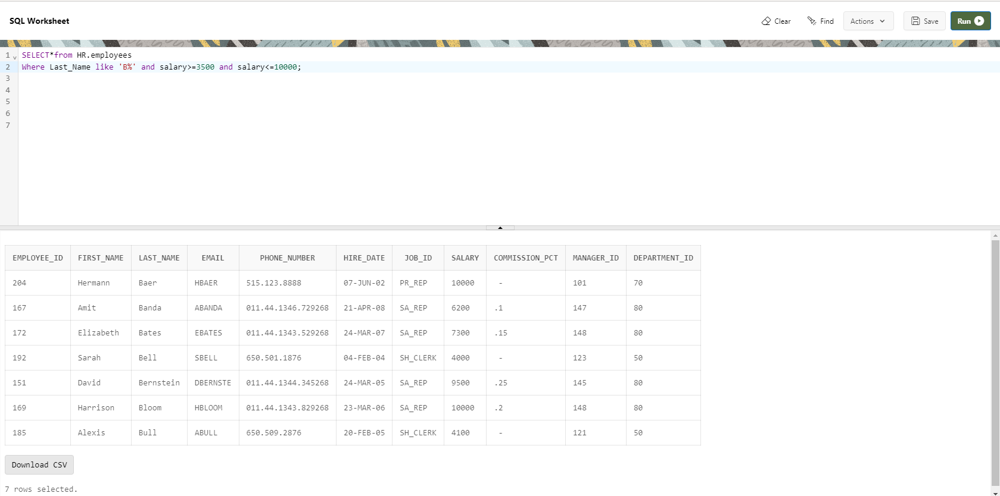 SQL Worksheet Clear Find Actions Save Run
1 SELECT*from HR.employees
2 Where Last_Name like 'B%' and salary>=3500 and salary<=10000;
3
4
5
6
7
EMPLOYEE_ID FIRST_NAME LAST_NAME EMAIL PHONE_NUMBER HIRE_DATE JOB_ID SALARY COMMISSION_PCT MANAGER_ID DEPARTMENT_ID
204 Hermann Baer HBAER 515.123.8888 07-JUN-02 PR_REP 10000 - 101 70
167 Amit Banda ABANDA 011.44.1346.729268 21-APR-08 SA_REP 6200 .1 147 80
172 Elizabeth Bates EBATES 011.44.1343.529268 24-MAR-07 SA_REP 7300 .15 148 80
192 Sarah Bell SBELL 650.501.1876 04-FEB-04 SH_CLERK 4000 - 123 50
151 David Bernstein DBERNSTE 011.44.1344.345268 24-MAR-05 SA_REP 9500 .25 145 80
169 Harrison Bloom HBLOOM 011.44.1343.829268 23-MAR-06 SA_REP 10000 .2 148 80
185 Alexis Bull ABULL 650.509.2876 20-FEB-05 SH_CLERK 4100 - 121 50
Download CSV
7 rows selected.